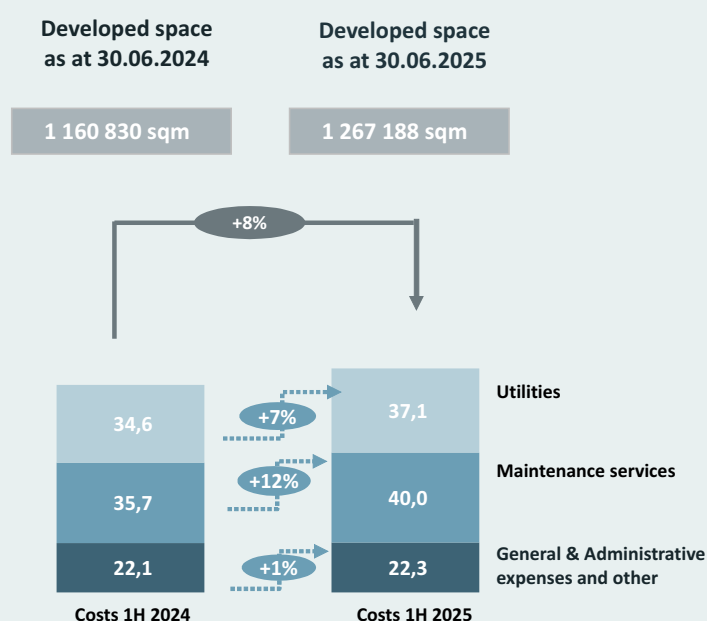 Developed space
as at 30.06.2024
Developed space
as at 30.06.2025
1 160 830 sqm
1 267 188 sqm
+8%
34,6
+7%
37,1
Utilities
35,7
+12%
40,0
Maintenance services
22,1
+1%
22,3
General & Administrative
expenses and other
Costs 1H 2024
Costs 1H 2025